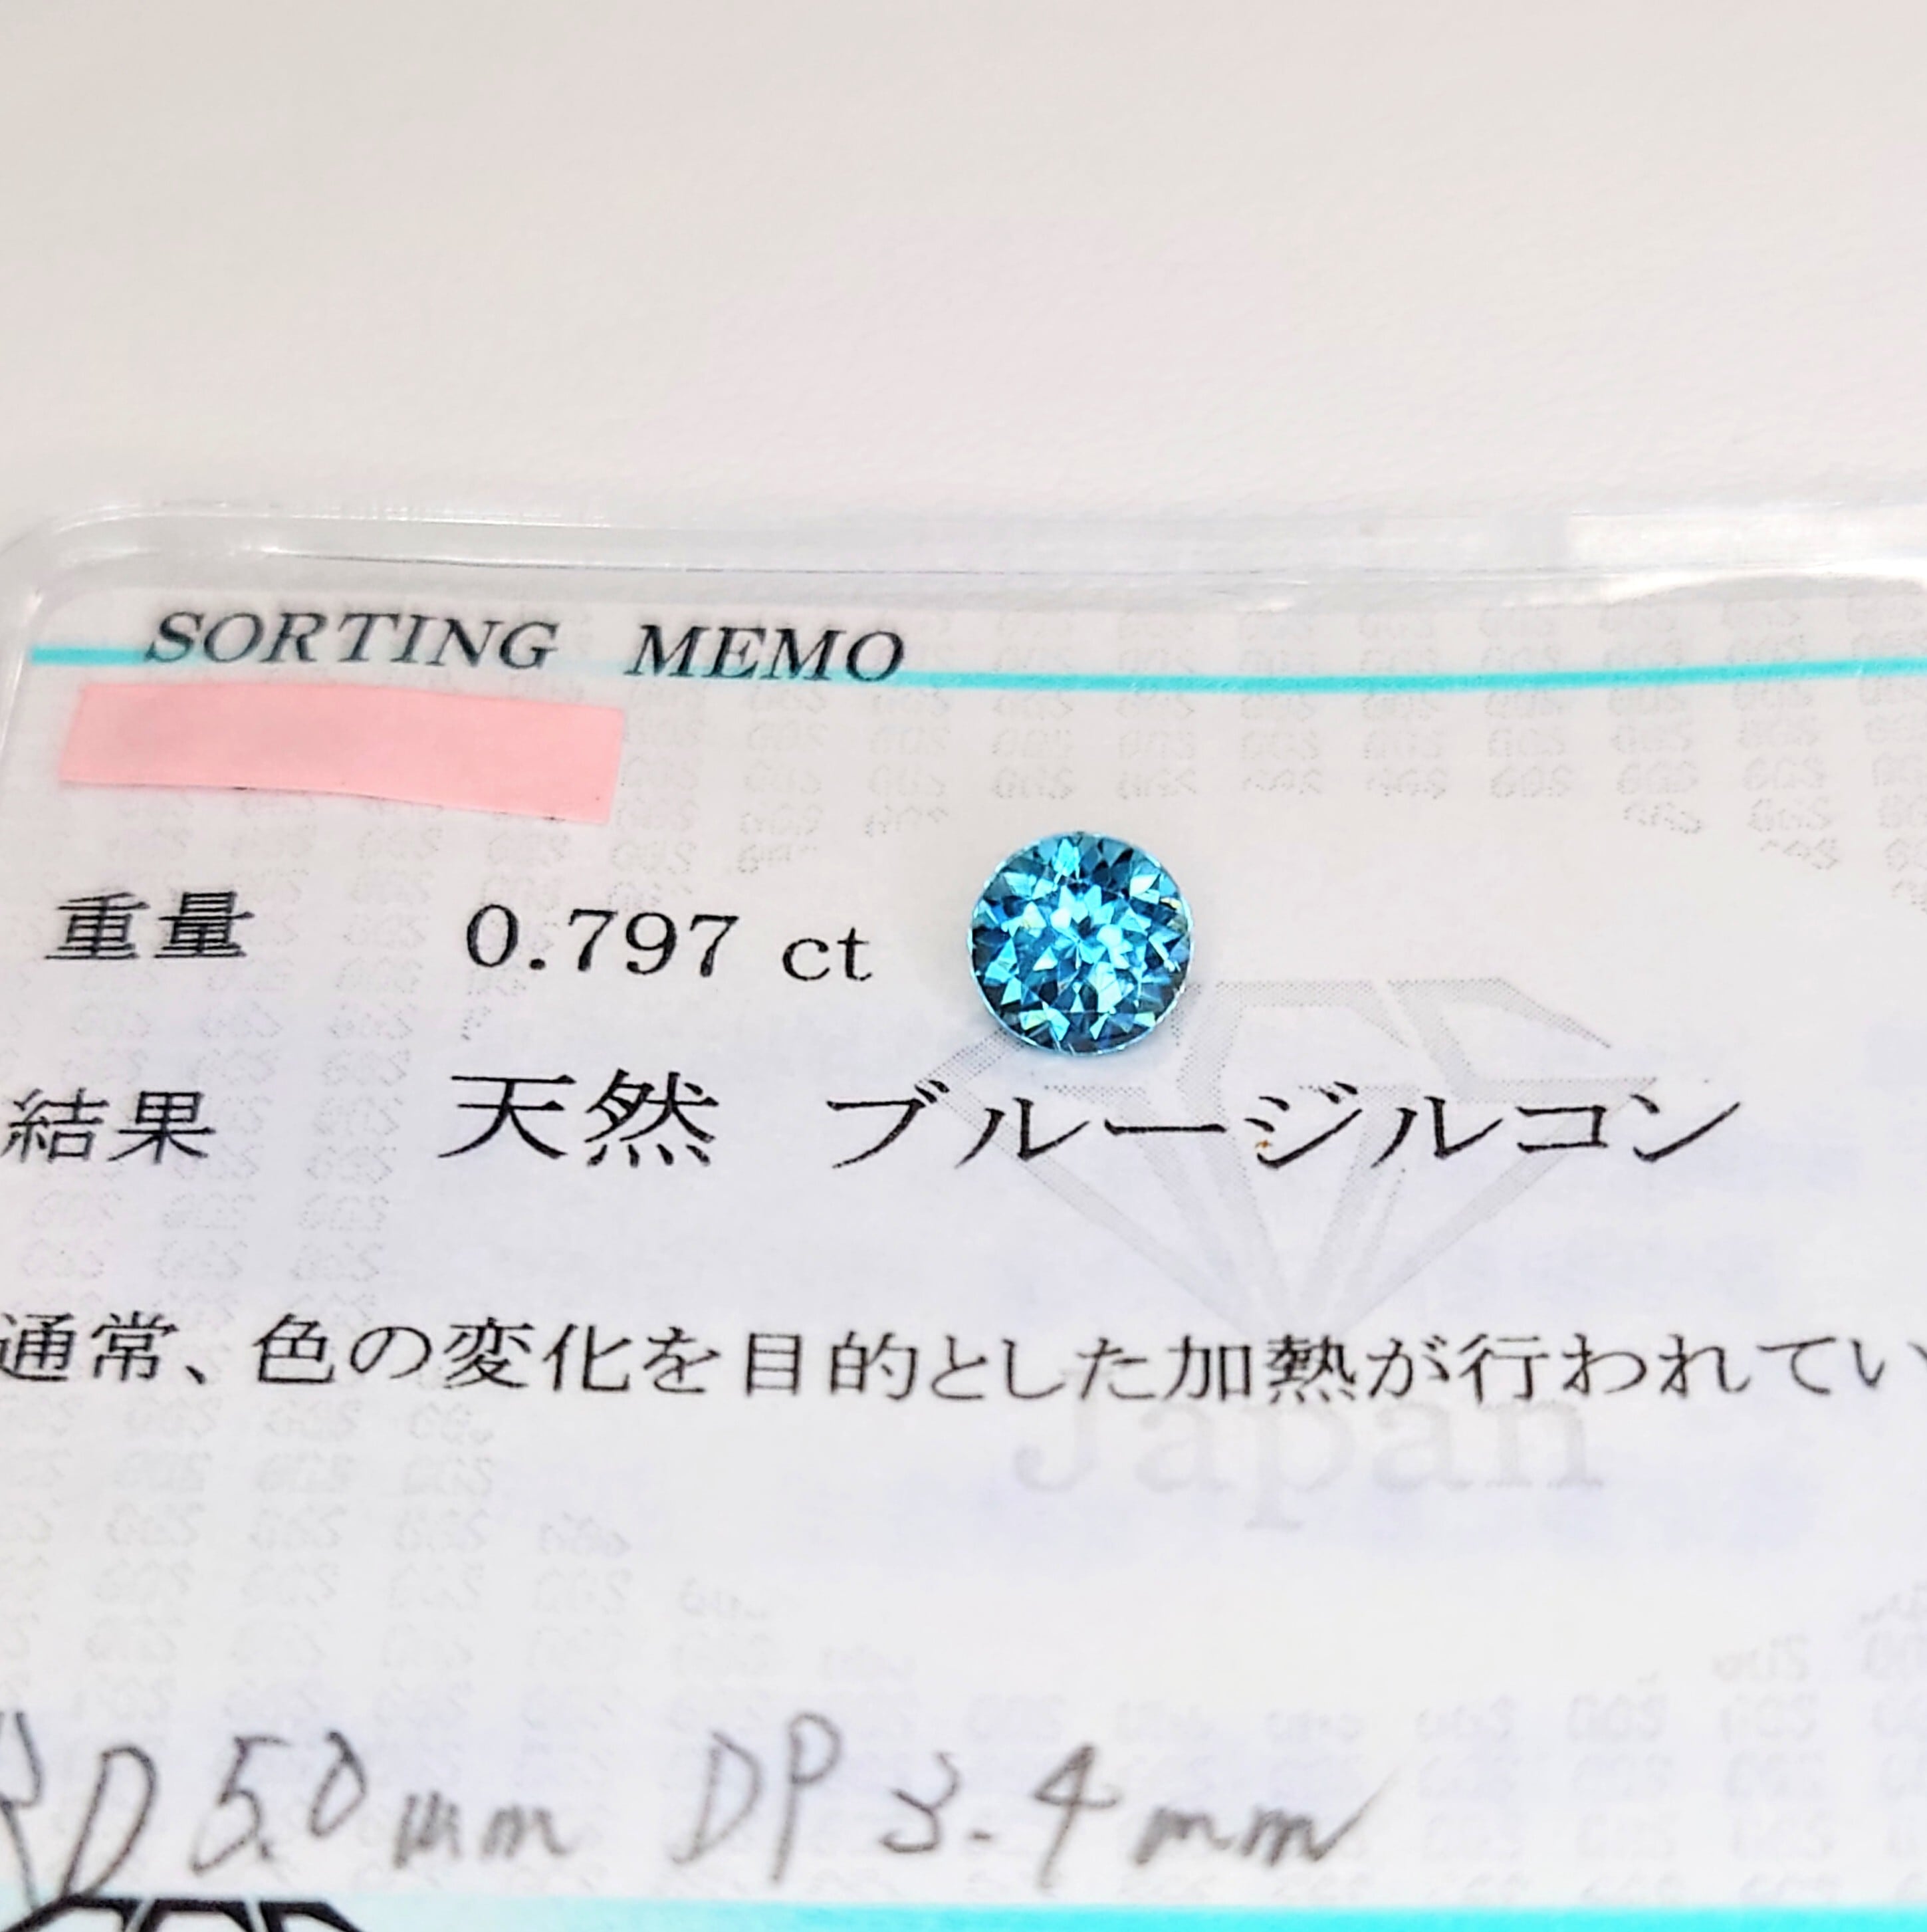 SORTING MEMO
重量 0.797 ct
結果 天然 ブルージルコン
通常、色の変化を目的とした加熱が行われてい
Japan
RD 5.0mm DP 3.4mm